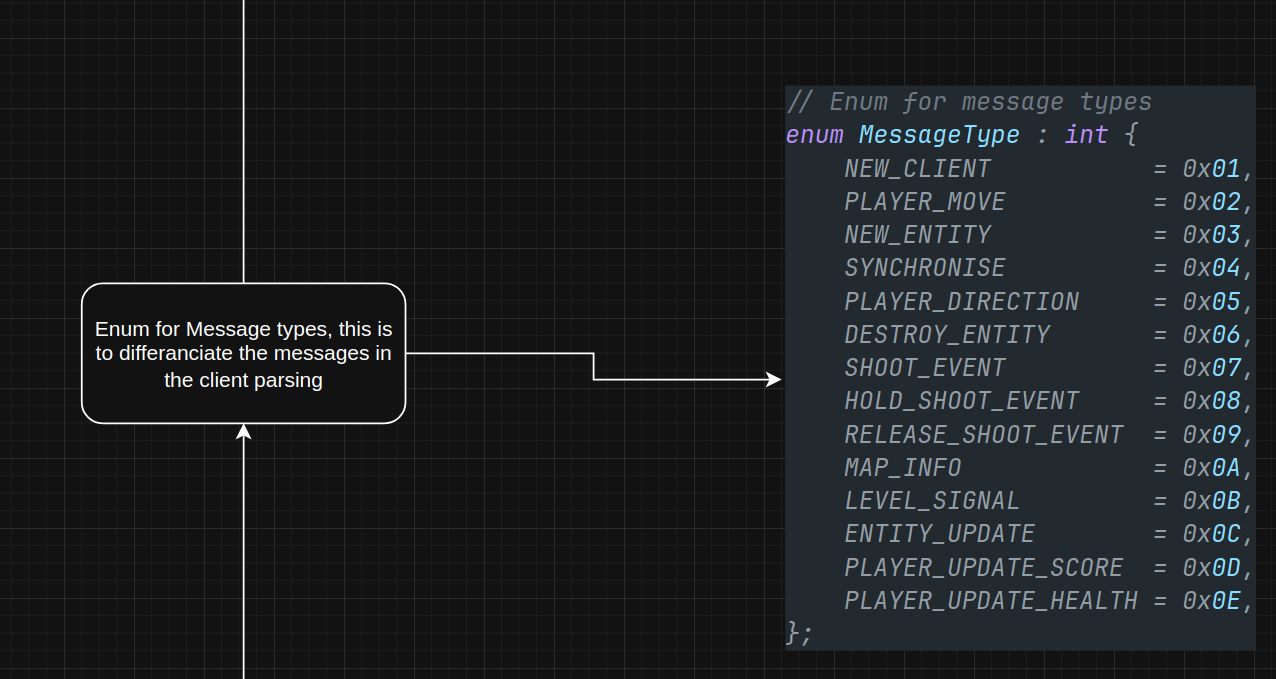 Enum for Message types, this is
to differanciate the messages in
the client parsing
// Enum for message types
enum MessageType : int {
    NEW_CLIENT           = 0x01,
    PLAYER_MOVE          = 0x02,
    NEW_ENTITY           = 0x03,
    SYNCHRONISE          = 0x04,
    PLAYER_DIRECTION     = 0x05,
    DESTROY_ENTITY       = 0x06,
    SHOOT_EVENT          = 0x07,
    HOLD_SHOOT_EVENT     = 0x08,
    RELEASE_SHOOT_EVENT  = 0x09,
    MAP_INFO             = 0x0A,
    LEVEL_SIGNAL         = 0x0B,
    ENTITY_UPDATE        = 0x0C,
    PLAYER_UPDATE_SCORE  = 0x0D,
    PLAYER_UPDATE_HEALTH = 0x0E,
};